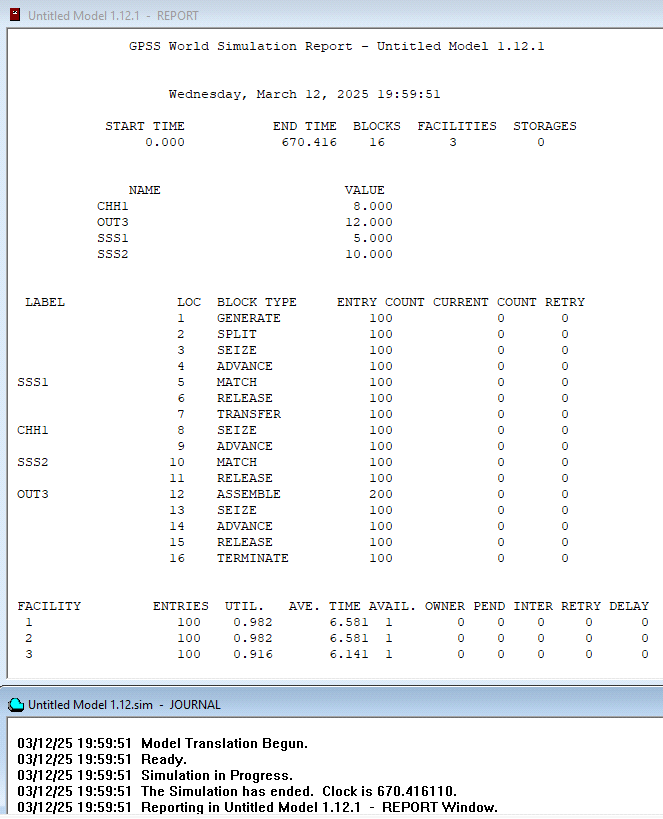 Untitled Model 1.12.1 - REPORT
GPSS World Simulation Report - Untitled Model 1.12.1
Wednesday, March 12, 2025 19:59:51
START TIME END TIME BLOCKS FACILITIES STORAGES
0.000 670.416 16 3 0
NAME VALUE
CHH1 8.000
OUT3 12.000
SSS1 5.000
SSS2 10.000
LABEL LOC BLOCK TYPE ENTRY COUNT CURRENT COUNT RETRY
1 GENERATE 100 0 0
2 SPLIT 100 0 0
3 SEIZE 100 0 0
4 ADVANCE 100 0 0
SSS1 5 MATCH 100 0 0
6 RELEASE 100 0 0
7 TRANSFER 100 0 0
CHH1 8 SEIZE 100 0 0
9 ADVANCE 100 0 0
SSS2 10 MATCH 100 0 0
11 RELEASE 100 0 0
OUT3 12 ASSEMBLE 200 0 0
13 SEIZE 100 0 0
14 ADVANCE 100 0 0
15 RELEASE 100 0 0
16 TERMINATE 100 0 0
FACILITY ENTRIES UTIL. AVE. TIME AVAIL. OWNER PEND INTER RETRY DELAY
1 100 0.982 6.581 1 0 0 0 0 0
2 100 0.982 6.581 1 0 0 0 0 0
3 100 0.916 6.141 1 0 0 0 0 0
Untitled Model 1.12.sim - JOURNAL
03/12/25 19:59:51 Model Translation Begun.
03/12/25 19:59:51 Ready.
03/12/25 19:59:51 Simulation in Progress.
03/12/25 19:59:51 The Simulation has ended. Clock is 670.416110.
03/12/25 19:59:51 Reporting in Untitled Model 1.12.1 - REPORT Window.